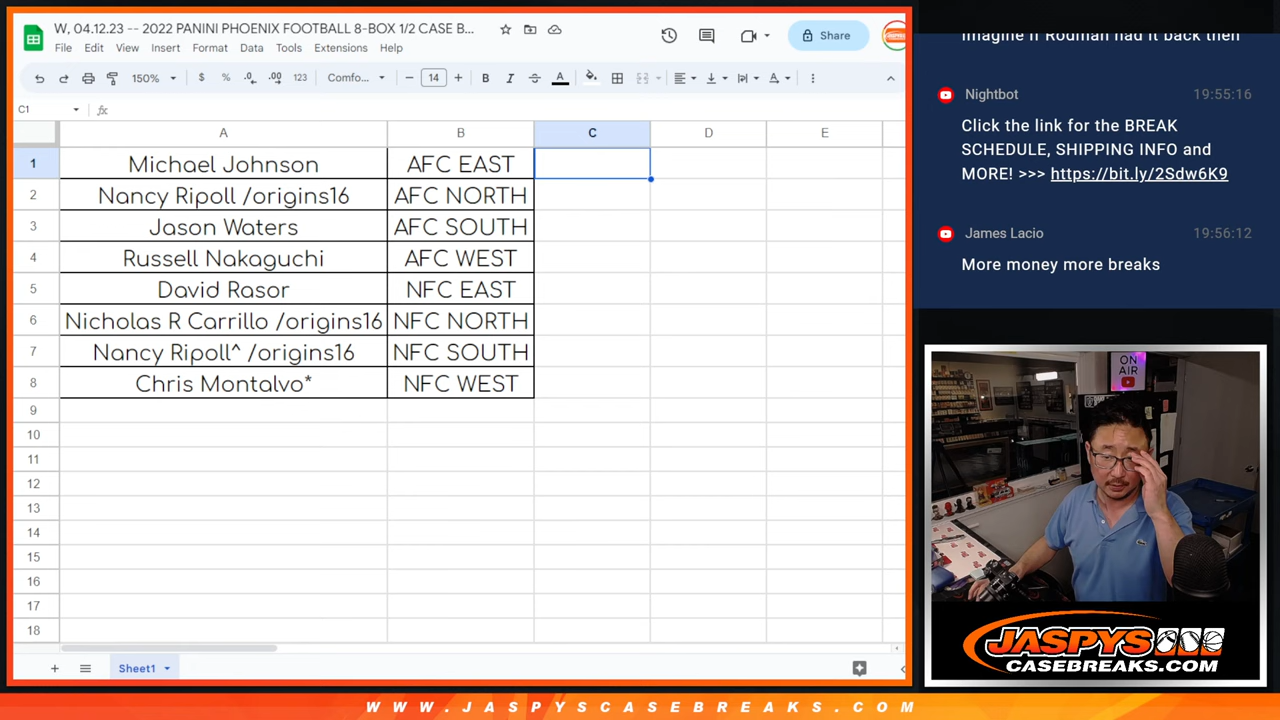 W, 04.12.23 -- 2022 PANINI PHOENIX FOOTBALL 8-BOX 1/2 CASE B...
File Edit View Insert Format Data Tools Extensions Help
Share
150% $ % .0 .00 123 Comfo... 14 B I A
C1 fx
A B C D E
1 Michael Johnson AFC EAST
2 Nancy Ripoll /origins16 AFC NORTH
3 Jason Waters AFC SOUTH
4 Russell Nakaguchi AFC WEST
5 David Rasor NFC EAST
6 Nicholas R Carrillo /origins16 NFC NORTH
7 Nancy Ripoll^ /origins16 NFC SOUTH
8 Chris Montalvo* NFC WEST
9
10
11
12
13
14
15
16
17
18
Sheet1
imagine if Rodman had it back then
Nightbot 19:55:16
Click the link for the BREAK
SCHEDULE, SHIPPING INFO and
MORE! >>> https://bit.ly/2Sdw6K9
James Lacio 19:56:12
More money more breaks
ON
AIR
JASPYS
CASEBREAKS.COM
WWW.JASPYSCASEBREAKS.COM